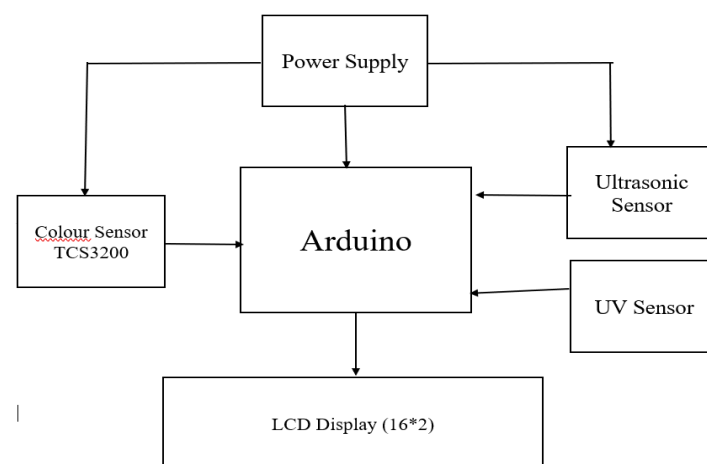 Power Supply
Ultrasonic
Sensor
Colour Sensor
TCS3200
Arduino
UV Sensor
LCD Display (16*2)